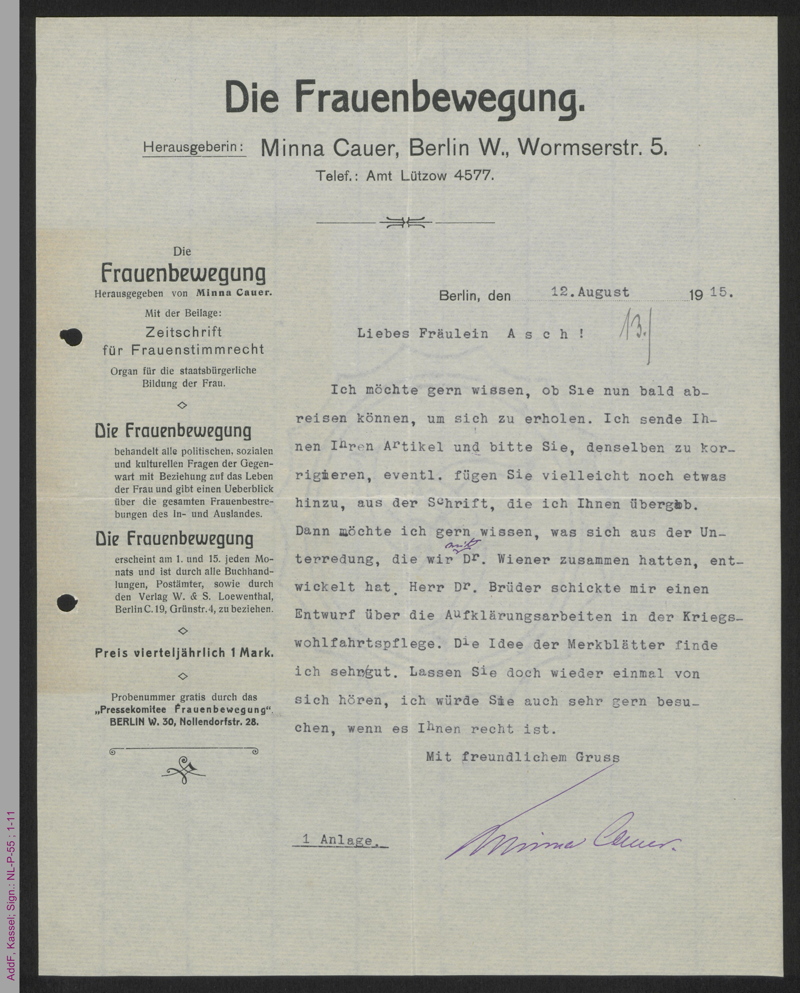 Die Frauenbewegung.
Herausgeberin: Minna Cauer, Berlin W., Wormserstr. 5.
Telef.: Amt Lützow 4577.
Die
Frauenbewegung
Herausgegeben von Minna Cauer.
Mit der Beilage:
Zeitschrift
für Frauenstimmrecht
Organ für die staatsbürgerliche
Bildung der Frau.
Die Frauenbewegung
behandelt alle politischen, sozialen
und kulturellen Fragen der Gegen-
wart mit Beziehung auf das Leben
der Frau und gibt einen Ueberblick
über die gesamten Frauenbestre-
bungen des In- und Auslandes.
Die Frauenbewegung
erscheint am 1. und 15. jeden Mo-
nats und ist durch alle Buchhand-
lungen, Postämter, sowie durch
den Verlag W. & S. Loewenthal,
Berlin C. 19, Grünstr. 4, zu beziehen.
Preis vierteljährlich 1 Mark.
Probenummer gratis durch das
„Pressekomitee Frauenbewegung“.
BERLIN W. 30, Nollendorfstr. 28.
Berlin, den 12.August 1915.
Liebes Fräulein A s c h !
13.
Ich möchte gern wissen, ob Sie nun bald ab-
reisen können, um sich zu erholen. Ich sende Ih-
nen Ihren Artikel und bitte Sie, denselben zu kor-
rigieren, eventl. fügen Sie vielleicht noch etwas
hinzu, aus der Schrift, die ich Ihnen übergab.
Dann möchte ich gern wissen, was sich aus der Un-
terredung, die wir mit Dr. Wiener zusammen hatten, ent-
wickelt hat. Herr Dr. Brüder schickte mir einen
Entwurf über die Aufklärungsarbeiten in der Kriegs-
wohlfahrtspflege. Die Idee der Merkblätter finde
ich sehr gut. Lassen Sie doch wieder einmal von
sich hören, ich würde Sie auch sehr gern besu-
chen, wenn es Ihnen recht ist.
Mit freundlichem Gruss
Minna Cauer.
1 Anlage.
AddF, Kassel; Sign.: NL-P-55 ; 1-11